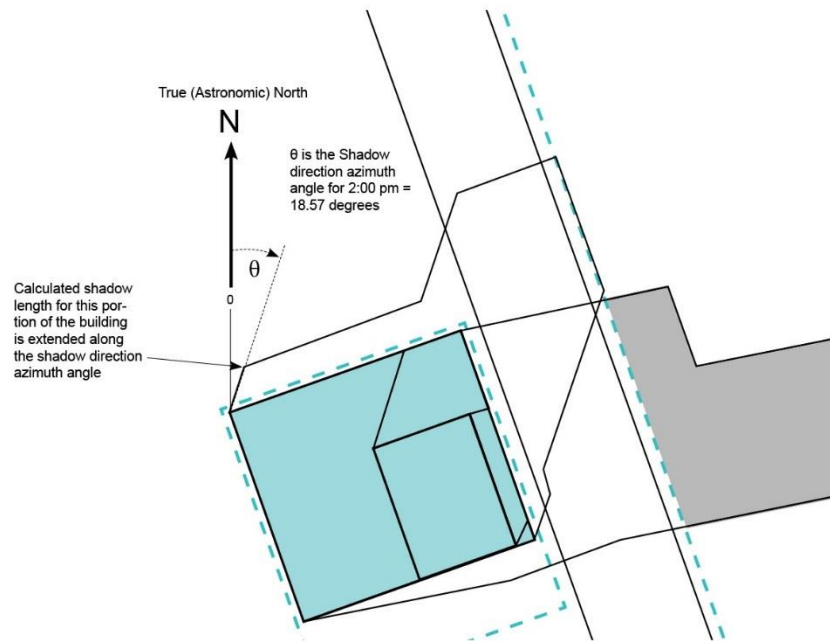 True (Astronomic) North
N
θ is the Shadow
direction azimuth
angle for 2:00 pm =
18.57 degrees
θ
0
Calculated shadow
length for this por-
tion of the building
is extended along
the shadow direction
azimuth angle